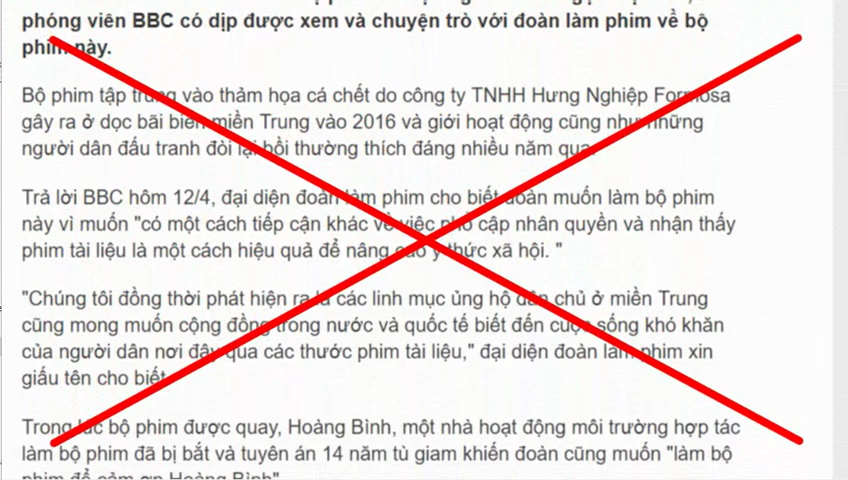 phóng viên BBC có dịp được xem và chuyện trò với đoàn làm phim về bộ
phim này.
Bộ phim tập trung vào thảm họa cá chết do công ty TNHH Hưng Nghiệp Formosa
gây ra ở dọc bãi biển miền Trung vào 2016 và giới hoạt động cũng như những
người dân đấu tranh đỏi lại bồi thường thích đáng nhiều năm qua.
Trả lời BBC hôm 12/4, đại diện đoàn làm phim cho biết đoàn muốn làm bộ phim
này vì muốn "có một cách tiếp cận khác về việc phổ cập nhân quyền và nhận thấy
phim tài liệu là một cách hiệu quả để nâng cao ý thức xã hội. "
"Chúng tôi đồng thời phát hiện ra là các linh mục ủng hộ dân chủ ở miền Trung
cũng mong muốn cộng đồng trong nước và quốc tế biết đến cuộc sống khó khăn
của người dân nơi đây qua các thước phim tài liệu," đại diện đoàn làm phim xin
giấu tên cho biết.
Trong lúc bộ phim được quay, Hoàng Bình, một nhà hoạt động môi trường hợp tác
làm bộ phim đã bị bắt và tuyên án 14 năm tù giam khiến đoàn cũng muốn "làm bộ
phim để cảm ơn Hoàng Bình"